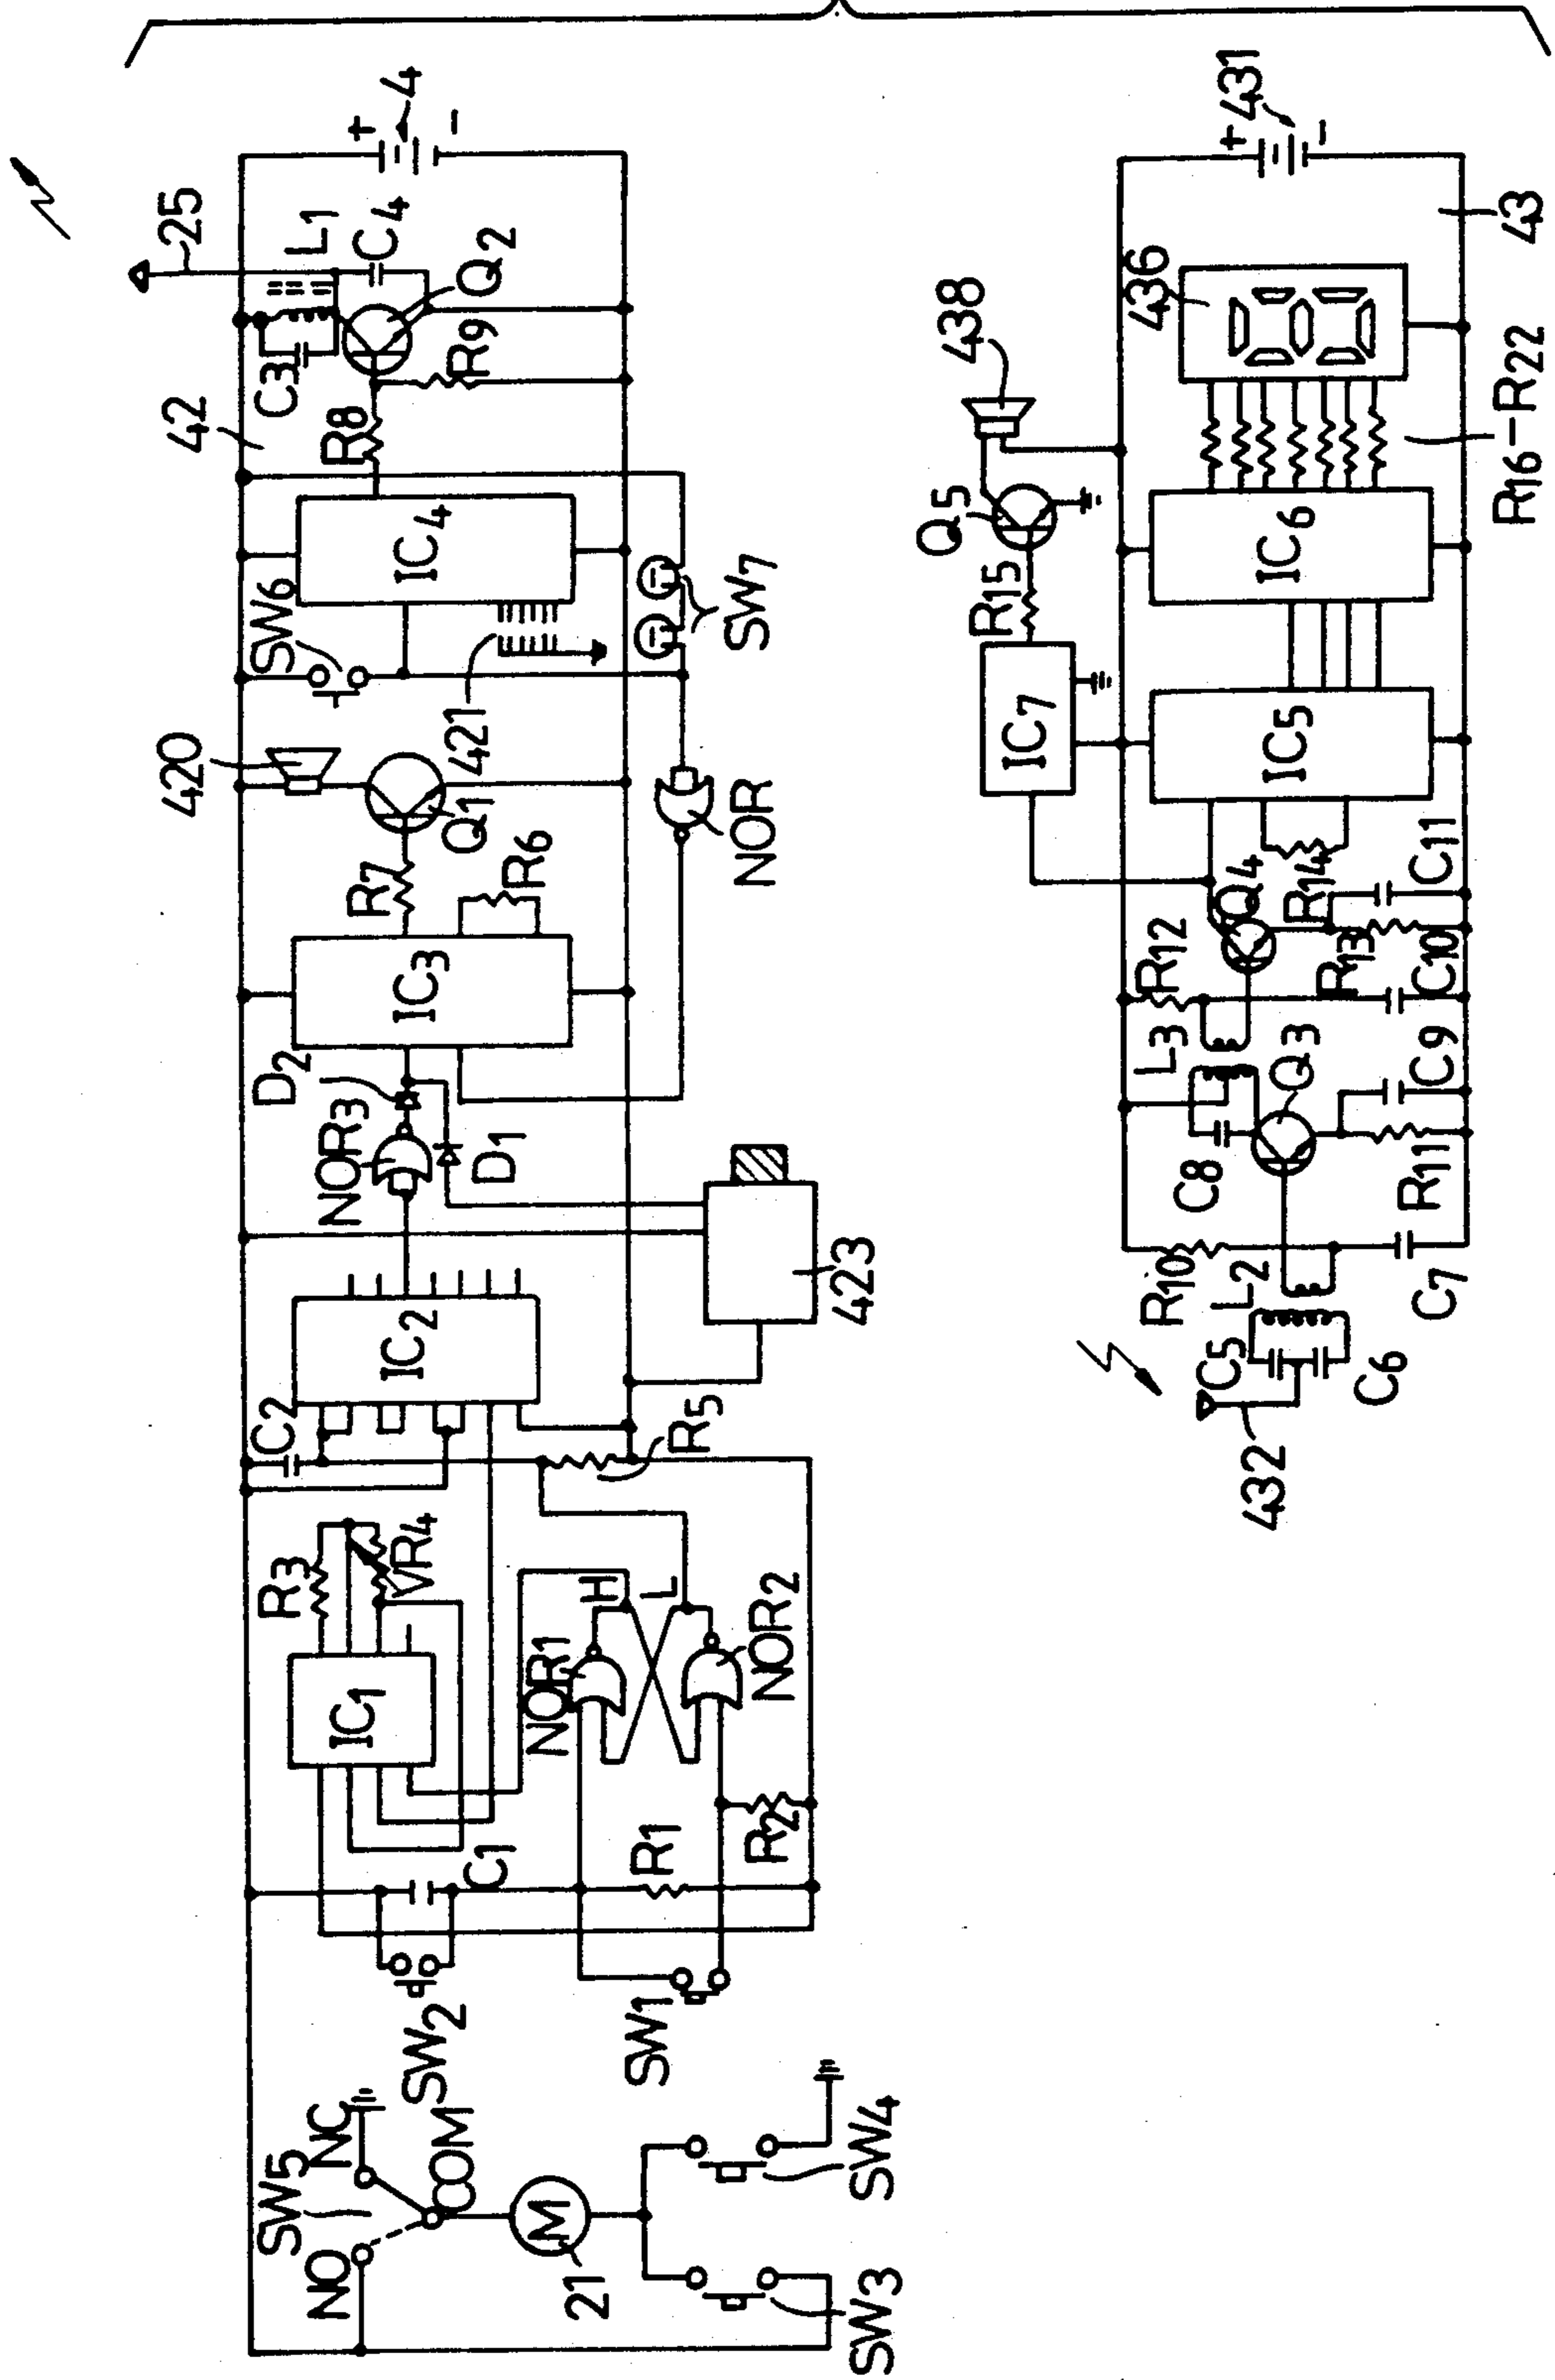 25
L1
C4
C3
Q2
R9
R8
42
+
4
-
IC4
SW6
421
SW7
420
Q1
NOR
R7
R6
IC3
D2
NOR3
D1
423
IC2
C2
R5
R3
VR4
IC1
H
L
NOR1
NOR2
C1
R1
R2
SW2
SW1
SW5
NC
NO
COM
M
21
SW4
SW3
438
Q5
R15
IC7
436
+
431
-
43
R16-R22
IC6
IC5
R12
Q4
R14
C11
R13
C10
L3
Q3
C9
C8
R11
R10
L2
C7
C5
C6
432